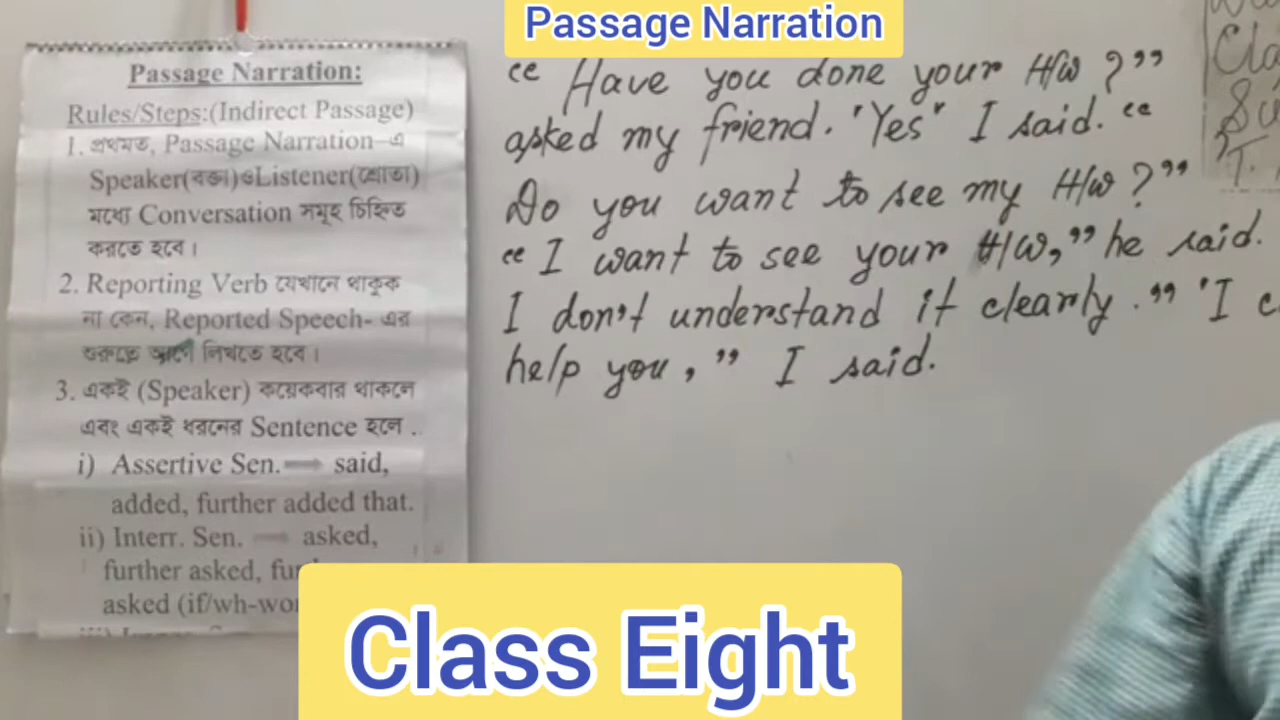 Passage Narration
Passage Narration:
Rules/Steps:(Indirect Passage)
1. প্রথমত, Passage Narration–এ
Speaker(বক্তা)ওListener(শ্রোতা)
মধ্যে Conversation সমূহ চিহ্নিত
করতে হবে।
2. Reporting Verb যেখানে থাকুক
না কেন, Reported Speech- এর
শুরুতে আগে লিখতে হবে।
3. একই (Speaker) কয়েকবার থাকলে
এবং একই ধরনের Sentence হলে ..
i) Assertive Sen. said,
added, further added that.
ii) Interr. Sen. asked,
further asked,
asked (if/wh-
“ Have you done your H/W ?”
asked my friend. 'Yes" I said. “
Do you want to see my H/W ?”
“ I want to see your H/W,” he said.
I don't understand it clearly.” 'I
help you,” I said.
Class Eight